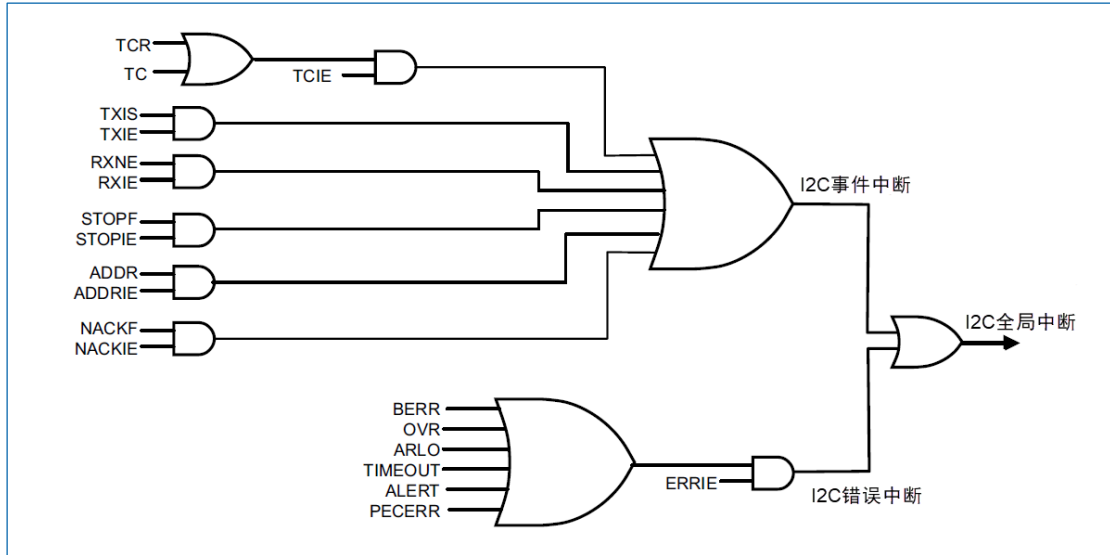 TCR
TC
TCIE
TXIS
TXIE
RXNE
RXIE
I2C事件中断
STOPF
STOPIE
ADDR
ADDRIE
NACKF
NACKIE
I2C全局中断
BERR
OVR
ARLO
TIMEOUT
ALERT
PECERR
ERRIE
I2C错误中断